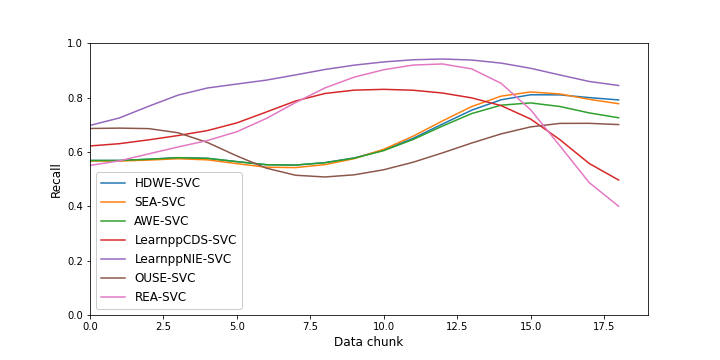 1.0
0.8
0.6
0.4
0.2
0.0
Recall
HDWE-SVC
SEA-SVC
AWE-SVC
LearnppCDS-SVC
LearnppNIE-SVC
OUSE-SVC
REA-SVC
0.0 2.5 5.0 7.5 10.0 12.5 15.0 17.5
Data chunk